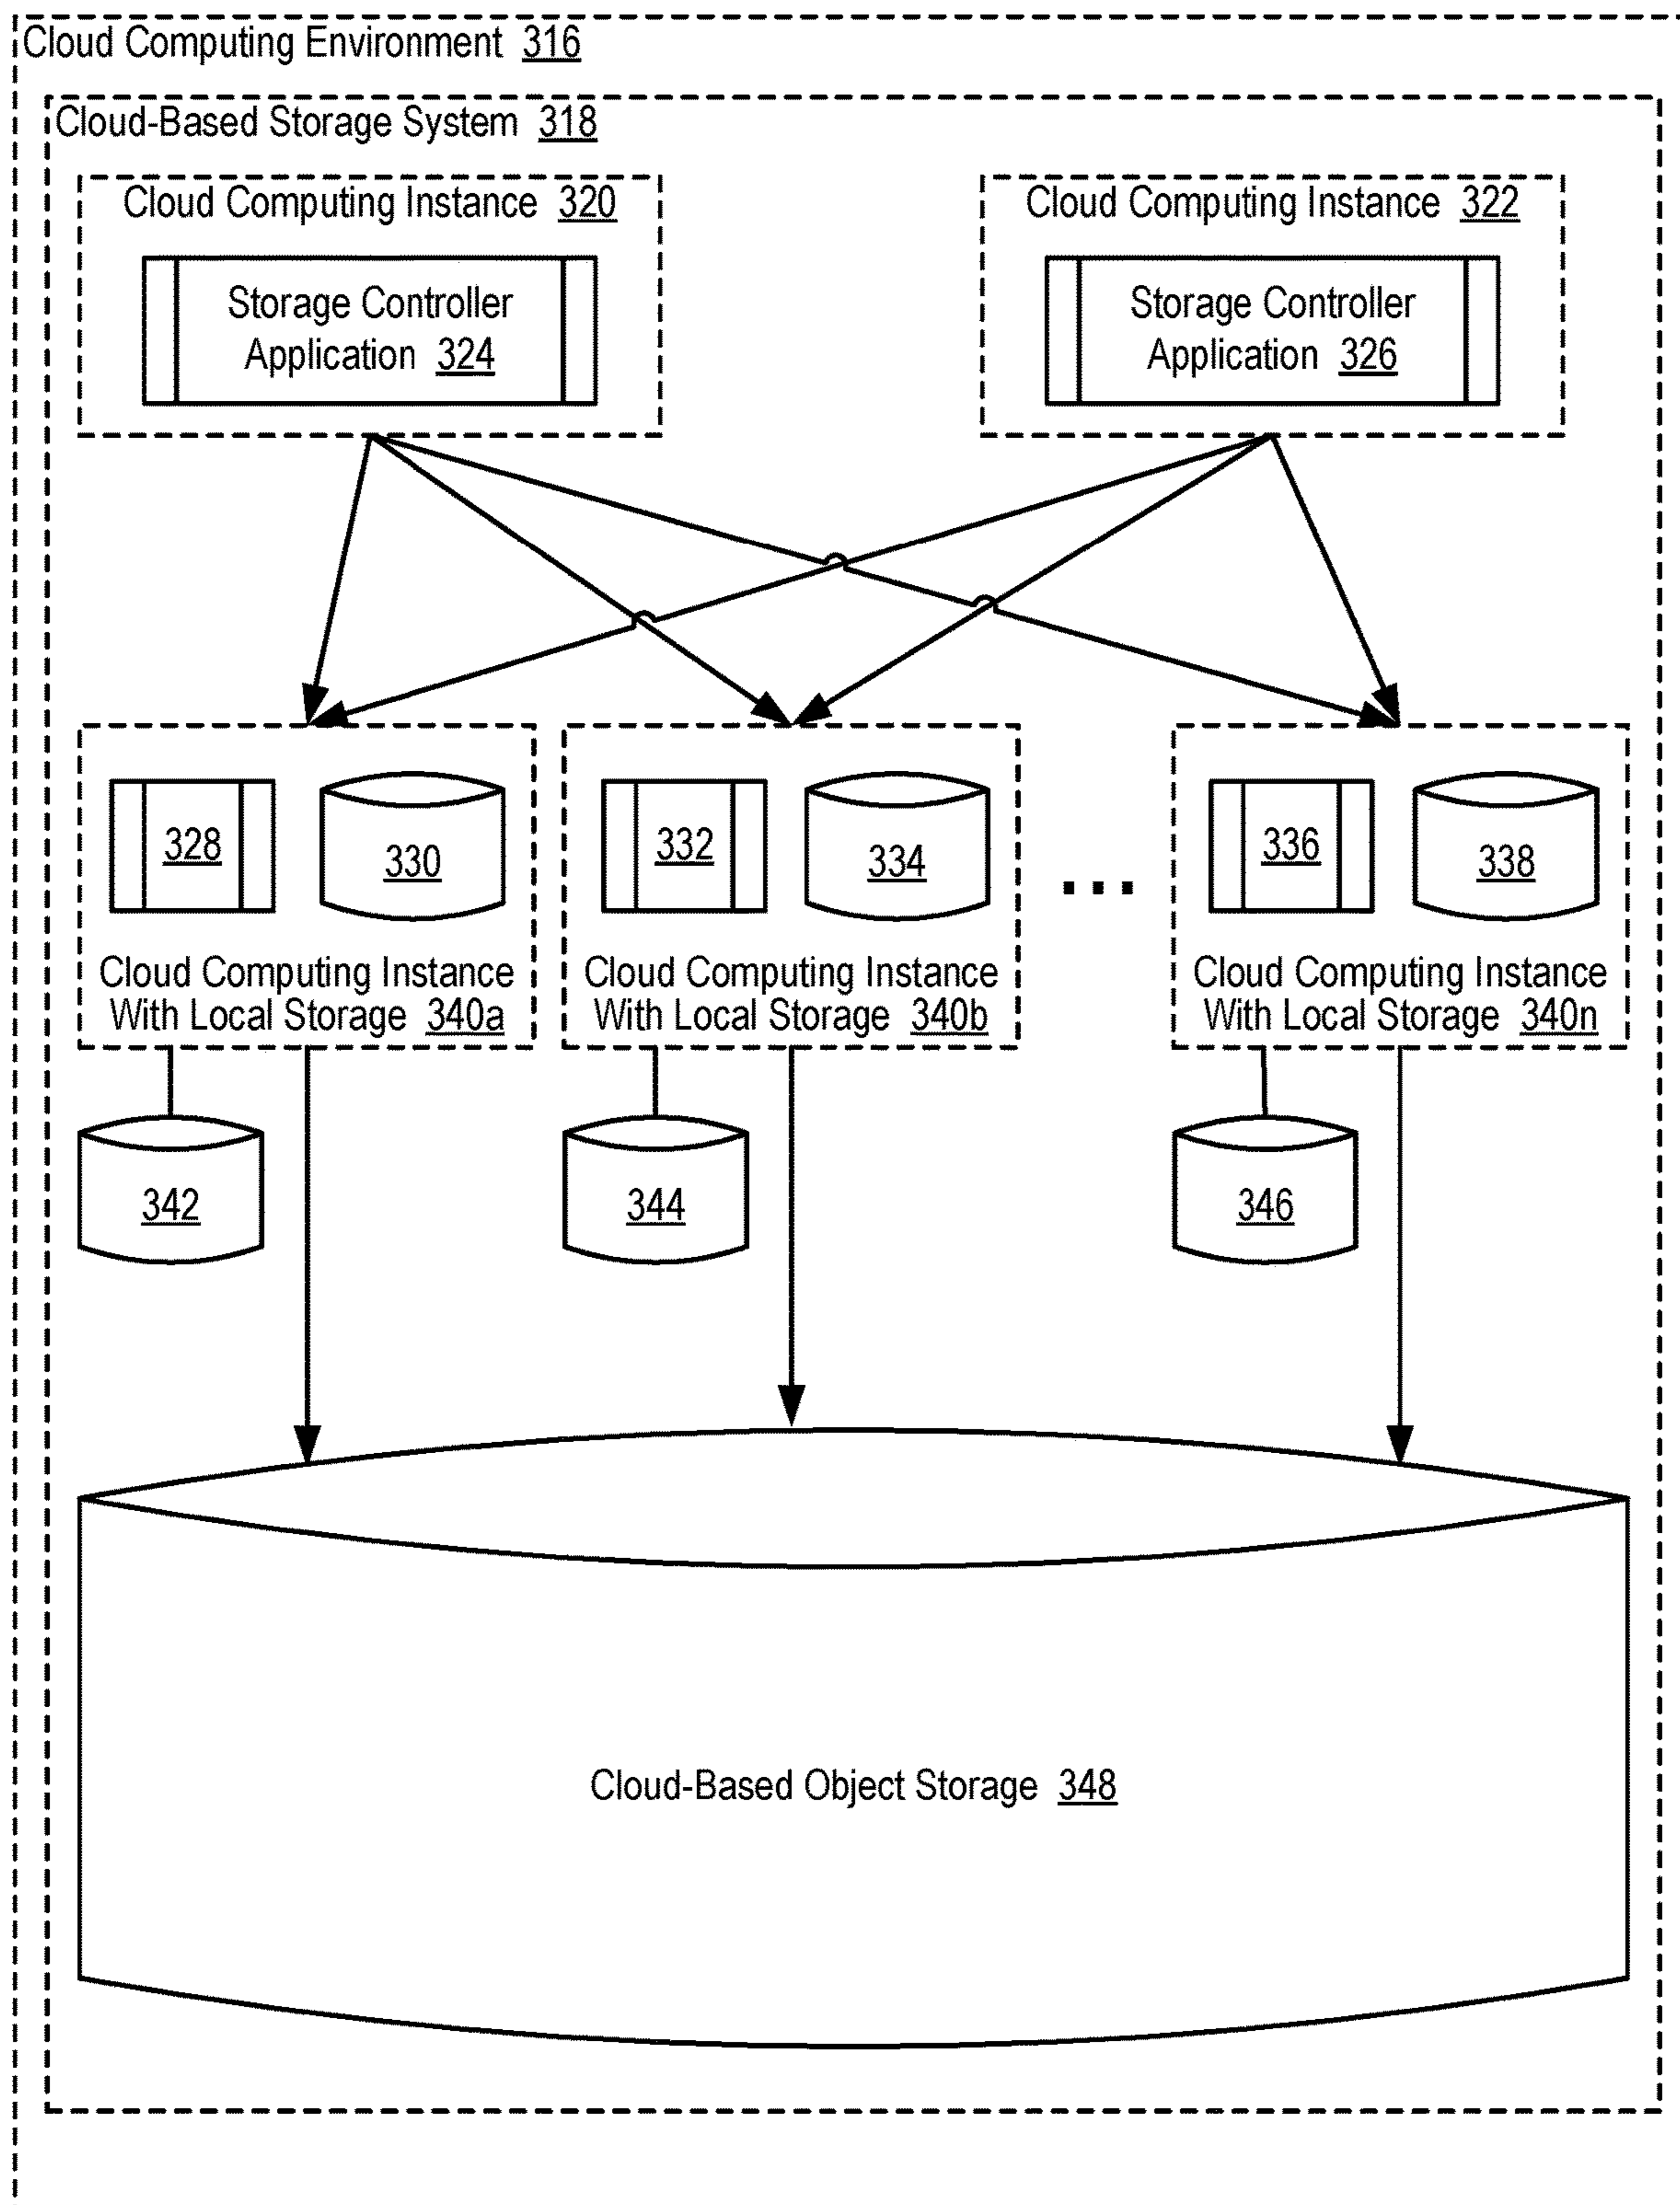 Cloud Computing Environment 316
Cloud-Based Storage System 318
Cloud Computing Instance 320
Storage Controller
Application 324
Cloud Computing Instance 322
Storage Controller
Application 326
328
330
Cloud Computing Instance
With Local Storage 340a
332
334
Cloud Computing Instance
With Local Storage 340b
...
336
338
Cloud Computing Instance
With Local Storage 340n
342
344
346
Cloud-Based Object Storage 348